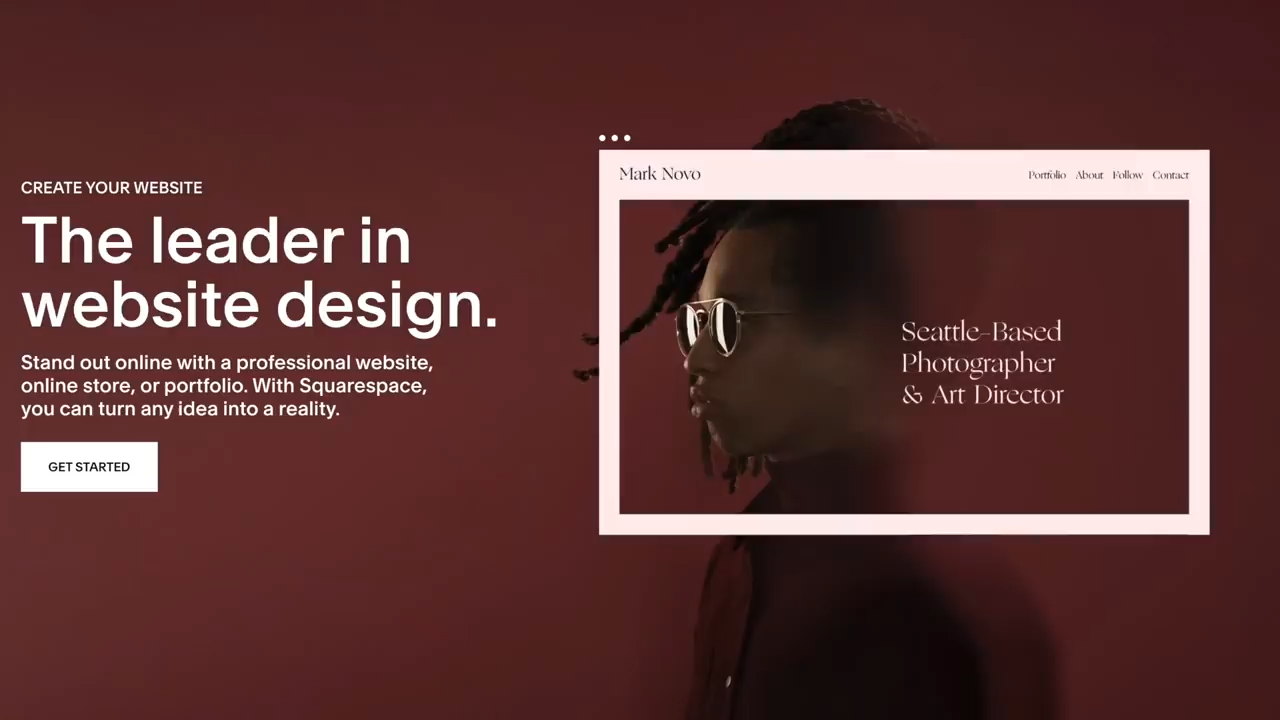 CREATE YOUR WEBSITE
The leader in
website design.
Stand out online with a professional website,
online store, or portfolio. With Squarespace,
you can turn any idea into a reality.
GET STARTED
Mark Novo
Portfolio About Follow Contact
Seattle-Based
Photographer
& Art Director